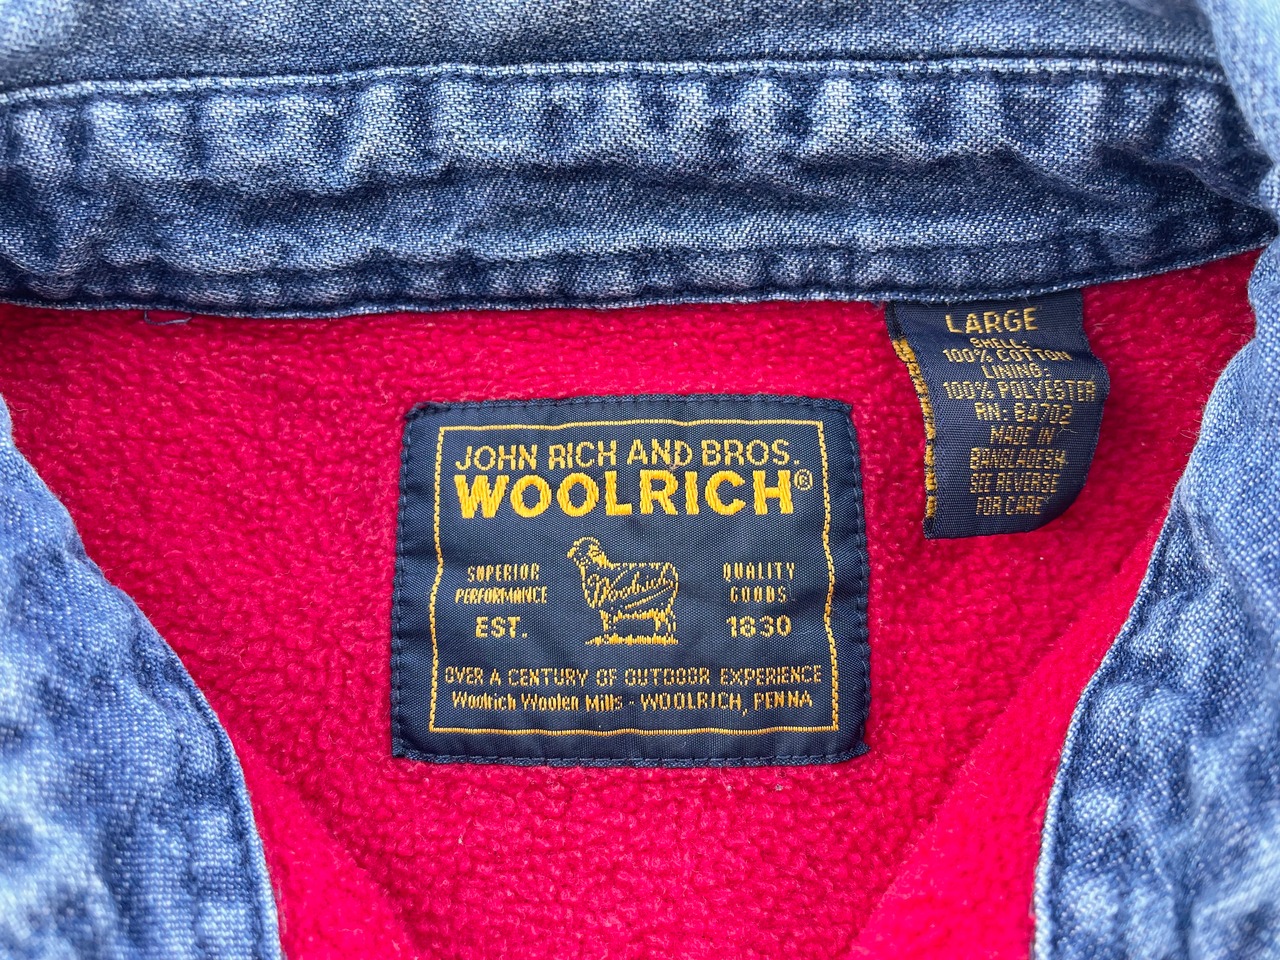 LARGE
SHELL:
100% COTTON
LINING:
100% POLYESTER
RN: 64702
MADE IN
BANGLADESH
SEE REVERSE
FOR CARE
JOHN RICH AND BROS.
WOOLRICH®
SUPERIOR
PERFORMANCE
EST.
Woolrich
QUALITY
GOODS
1830
OVER A CENTURY OF OUTDOOR EXPERIENCE
Woolrich Woolen Mills - WOOLRICH, PENNA